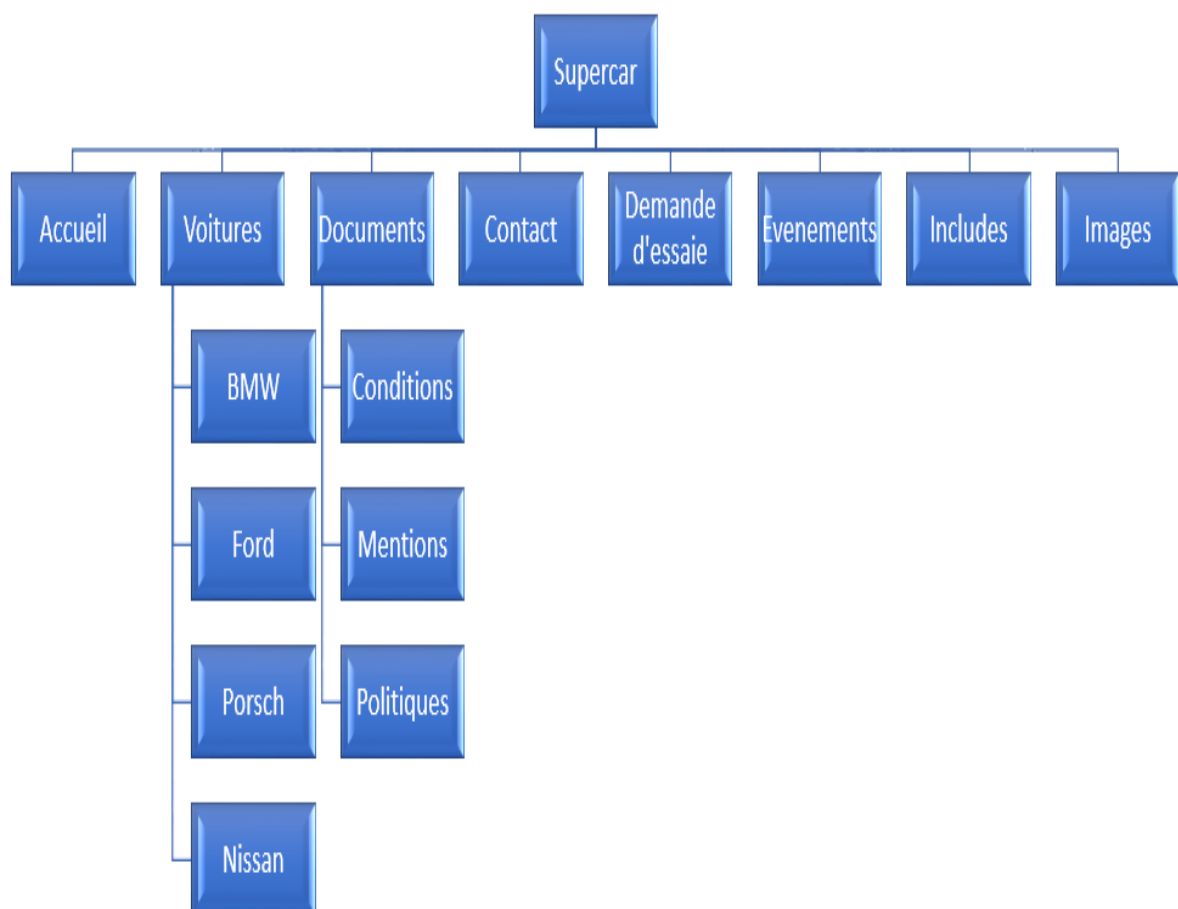 Supercar
Accueil
Voitures
Documents
Contact
Demande
d'essaie
Evenements
Includes
Images
BMW
Conditions
Ford
Mentions
Porsch
Politiques
Nissan